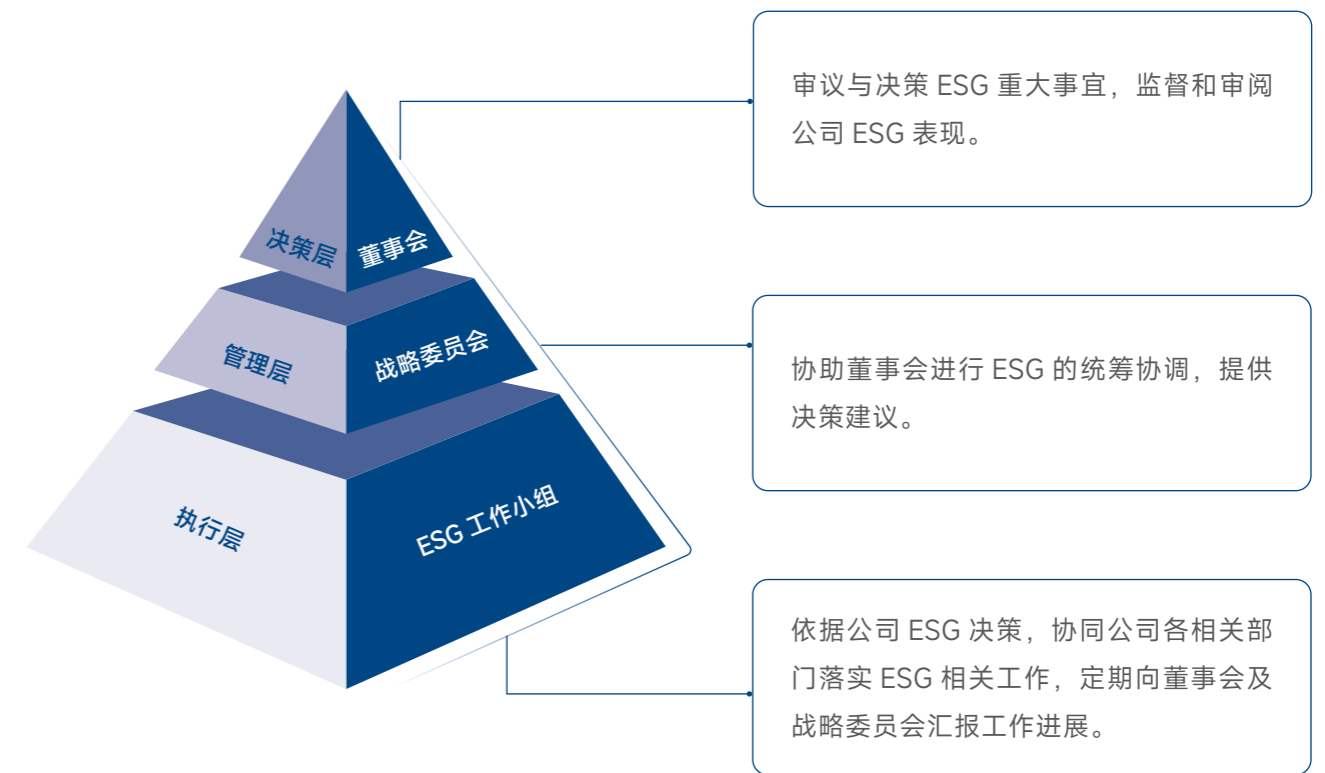 决策层 董事会
审议与决策 ESG 重大事宜，监督和审阅
公司 ESG 表现。
管理层 战略委员会
协助董事会进行 ESG 的统筹协调，提供
决策建议。
执行层 ESG 工作小组
依据公司 ESG 决策，协同公司各相关部
门落实 ESG 相关工作，定期向董事会及
战略委员会汇报工作进展。